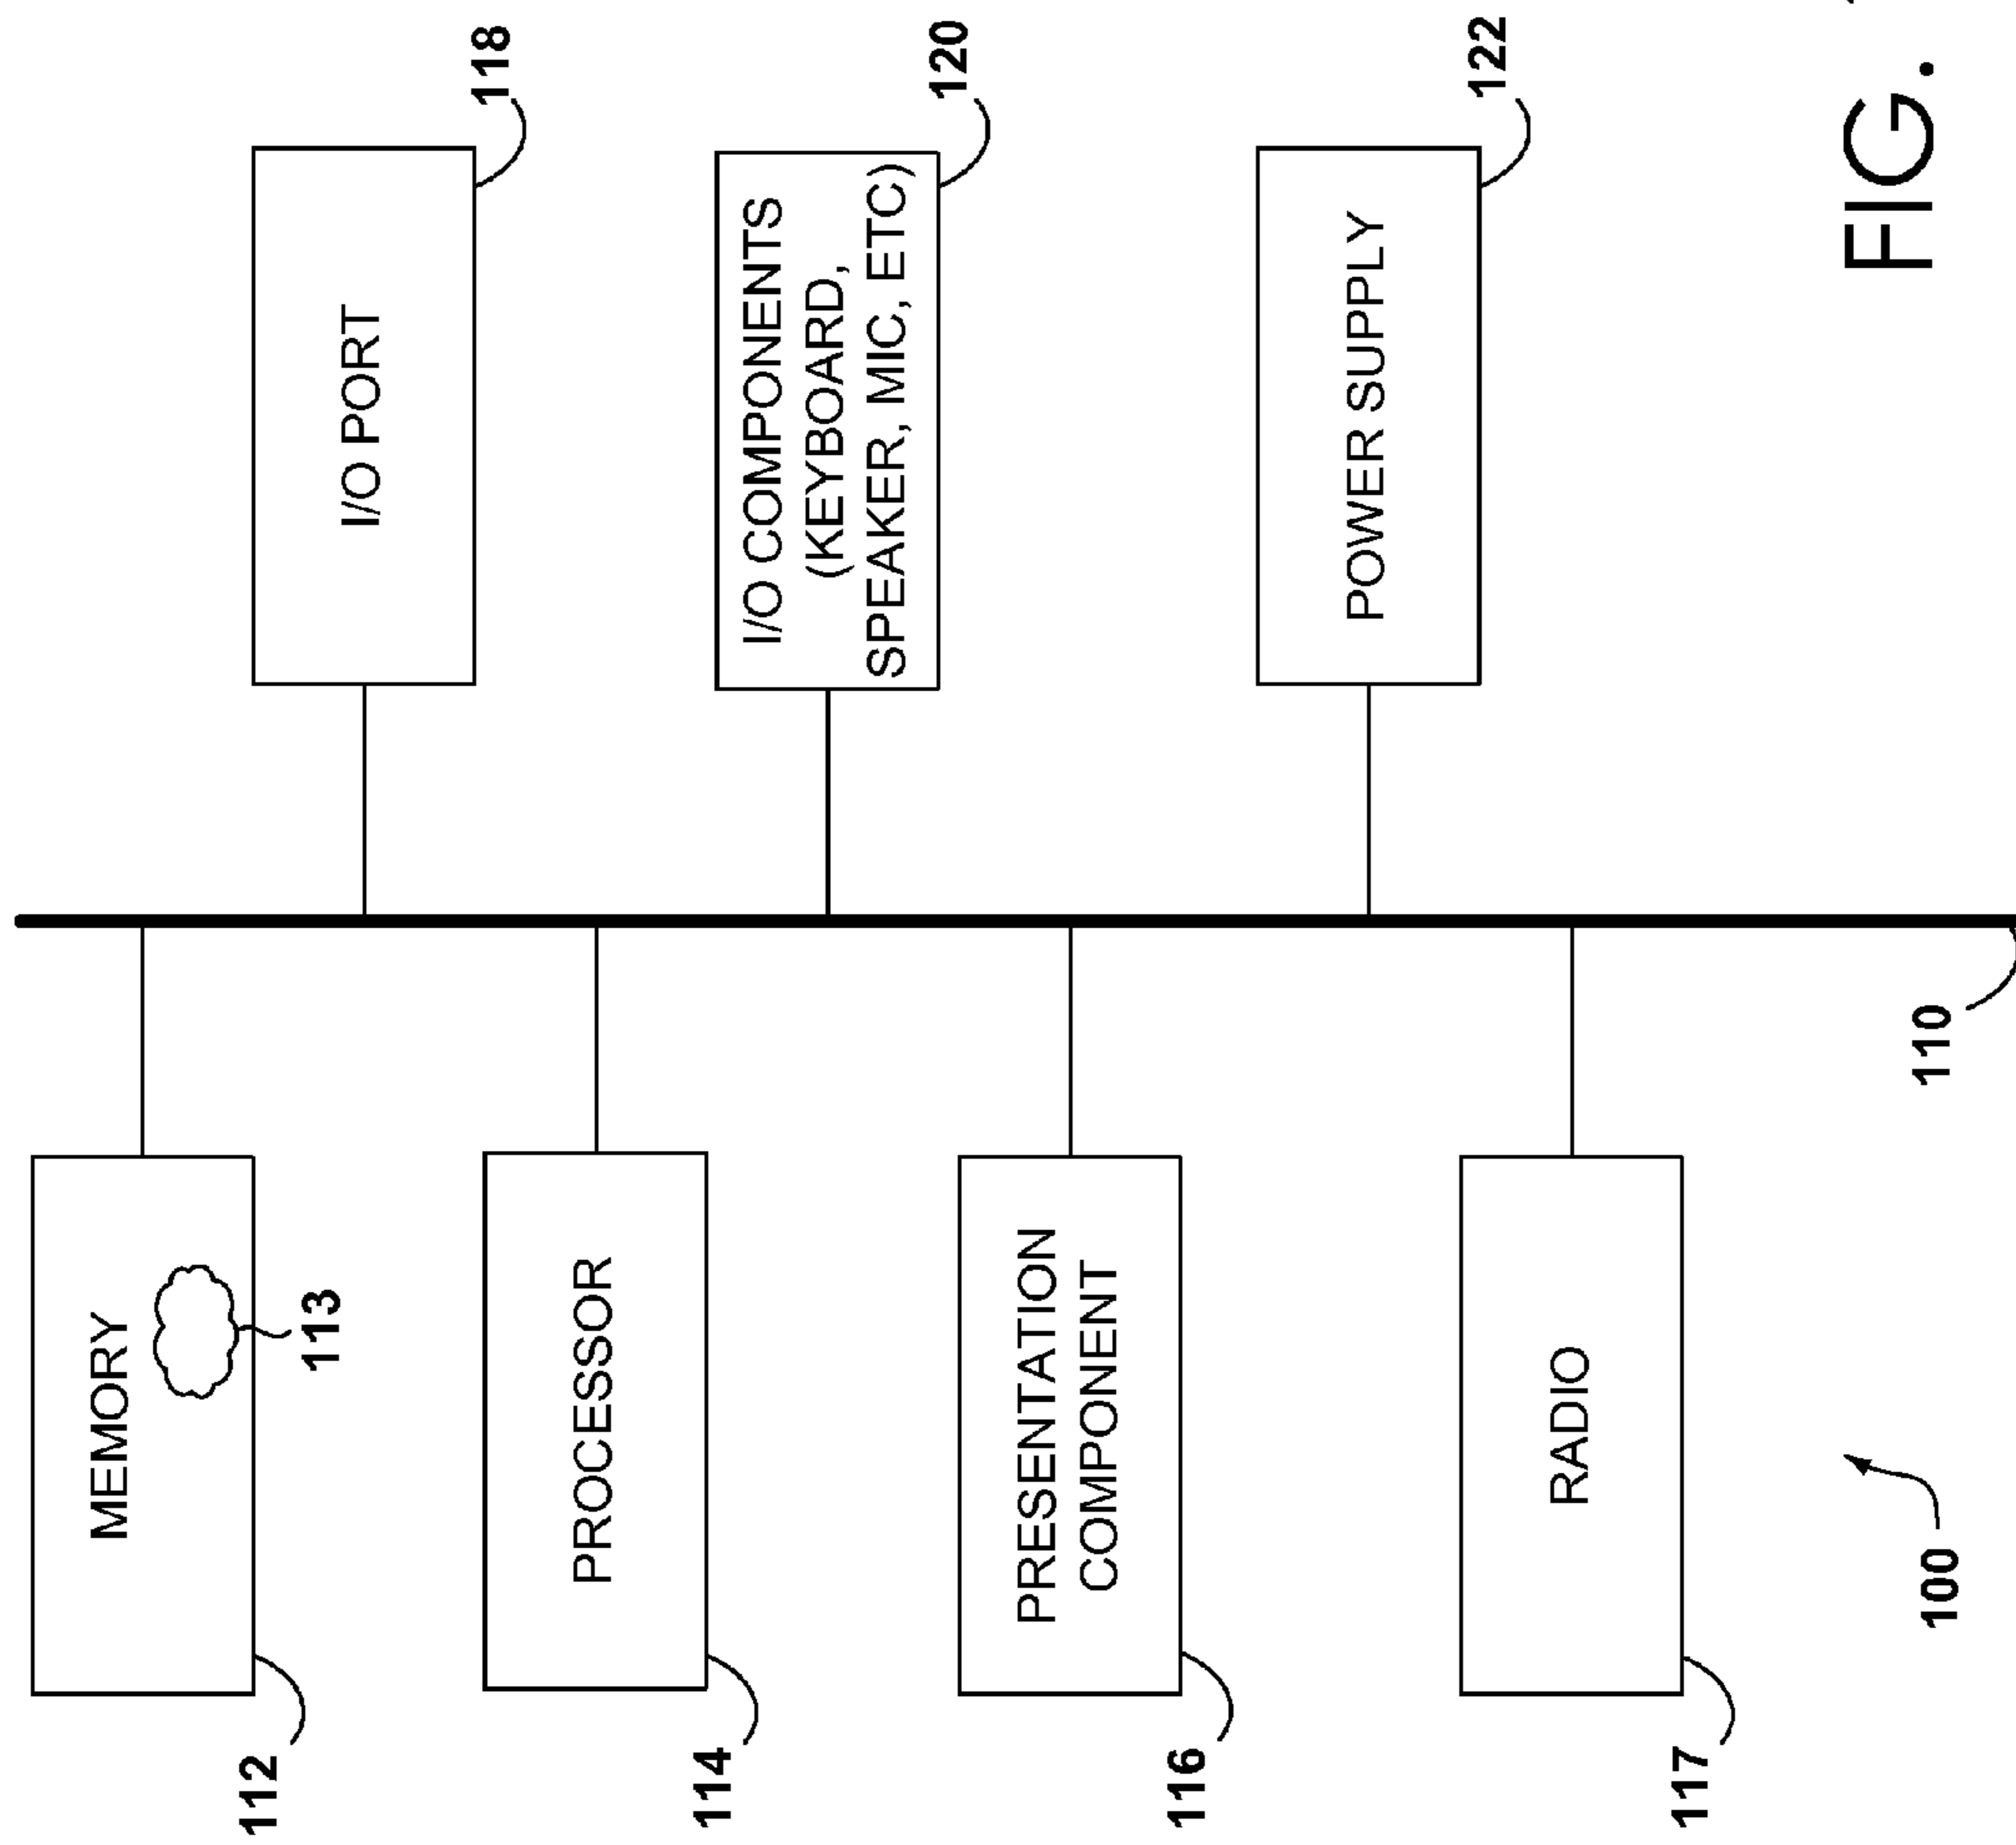 MEMORY
113
112
PROCESSOR
114
PRESENTATION
COMPONENT
116
RADIO
117
I/O PORT
118
I/O COMPONENTS
(KEYBOARD,
SPEAKER, MIC, ETC)
120
POWER SUPPLY
122
110
100
FIG.